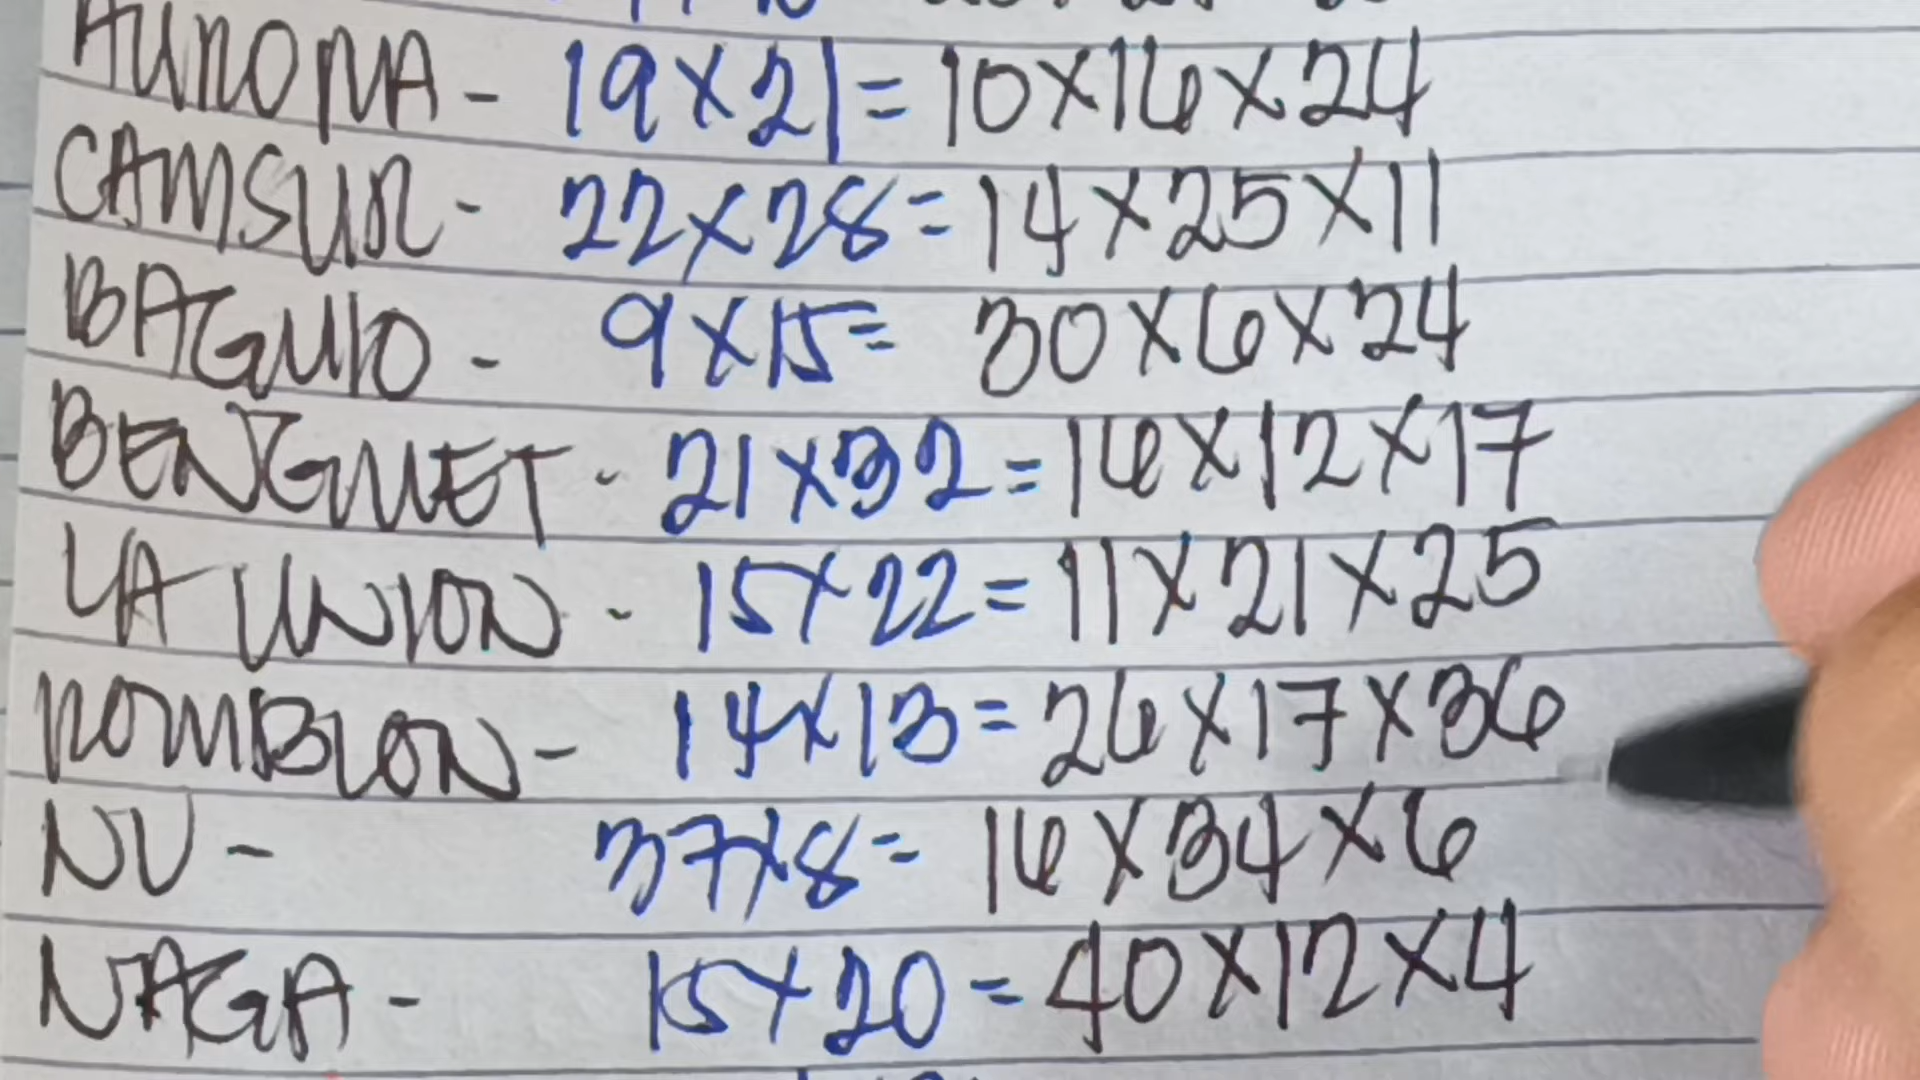 AURORA - 19 x 21 = 10 x 16 x 24
CAMSUR - 22 x 28 = 14 x 25 x 11
BAGUIO - 9 x 15 = 30 x 6 x 24
BENGUET - 21 x 32 = 16 x 12 x 17
LA UNION - 15 x 22 = 11 x 21 x 25
ROMBLON - 14 x 13 = 26 x 17 x 36
NV - 37 x 8 = 16 x 34 x 6
NAGA - 15 x 20 = 40 x 12 x 4